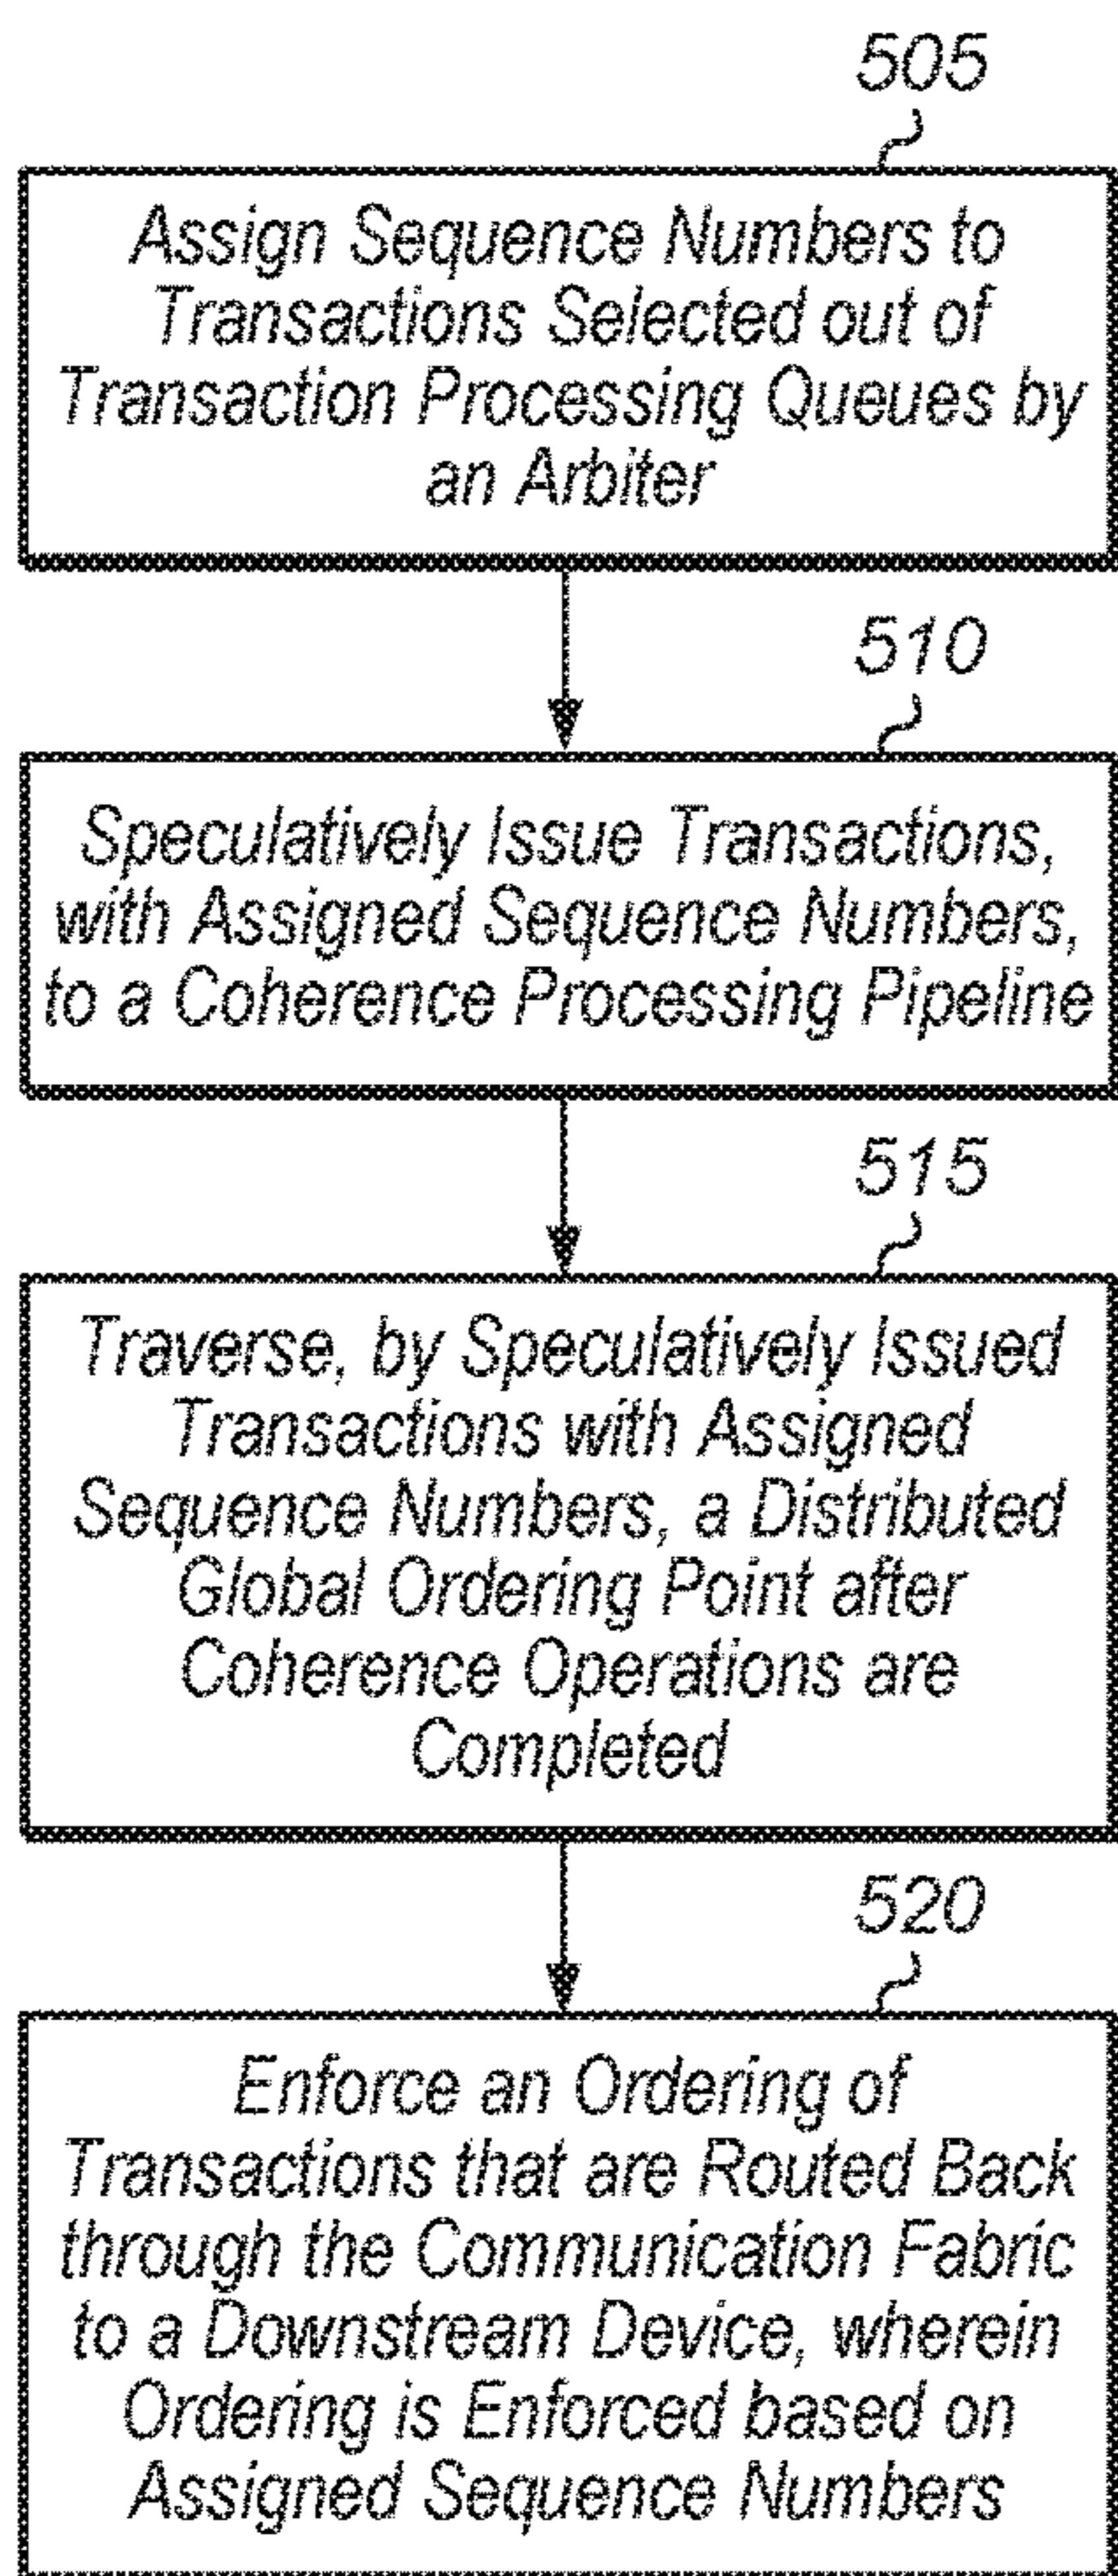 505
Assign Sequence Numbers to
Transactions Selected out of
Transaction Processing Queues by
an Arbiter
510
Speculatively Issue Transactions,
with Assigned Sequence Numbers,
to a Coherence Processing Pipeline
515
Traverse, by Speculatively Issued
Transactions with Assigned
Sequence Numbers, a Distributed
Global Ordering Point after
Coherence Operations are
Completed
520
Enforce an Ordering of
Transactions that are Routed Back
through the Communication Fabric
to a Downstream Device, wherein
Ordering is Enforced based on
Assigned Sequence Numbers